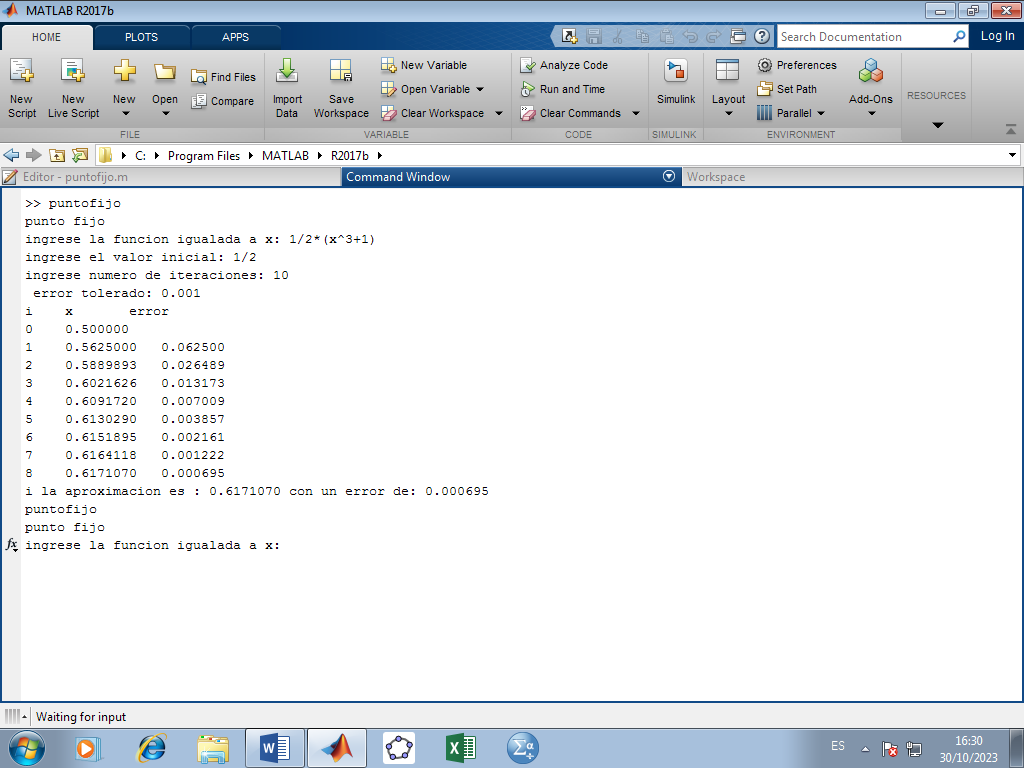 MATLAB R2017b
HOME PLOTS APPS Search Documentation Log In
New Script New Live Script New Open Find Files Compare Import Data Save Workspace New Variable Open Variable Clear Workspace Analyze Code Run and Time Clear Commands Simulink Layout Preferences Set Path Parallel Add-Ons RESOURCES
FILE VARIABLE CODE SIMULINK ENVIRONMENT
C: Program Files MATLAB R2017b
Editor - puntofijo.m Command Window Workspace
>> puntofijo
punto fijo
ingrese la funcion igualada a x: 1/2*(x^3+1)
ingrese el valor inicial: 1/2
ingrese numero de iteraciones: 10
error tolerado: 0.001
i x error
0 0.500000
1 0.5625000 0.062500
2 0.5889893 0.026489
3 0.6021626 0.013173
4 0.6091720 0.007009
5 0.6130290 0.003857
6 0.6151895 0.002161
7 0.6164118 0.001222
8 0.6171070 0.000695
i la aproximacion es : 0.6171070 con un error de: 0.000695
puntofijo
punto fijo
fx ingrese la funcion igualada a x:
Waiting for input
ES 16:30
30/10/2023